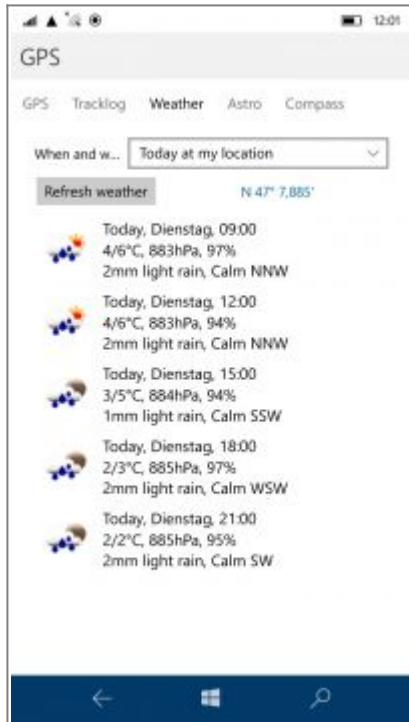 12:01
GPS
GPS Tracklog Weather Astro Compass
When and w... Today at my location
Refresh weather N 47° 7,885'
Today, Dienstag, 09:00
4/6°C, 883hPa, 97%
2mm light rain, Calm NNW
Today, Dienstag, 12:00
4/6°C, 883hPa, 94%
2mm light rain, Calm NNW
Today, Dienstag, 15:00
3/5°C, 884hPa, 94%
1mm light rain, Calm SSW
Today, Dienstag, 18:00
2/3°C, 885hPa, 97%
2mm light rain, Calm WSW
Today, Dienstag, 21:00
2/2°C, 885hPa, 95%
2mm light rain, Calm SW